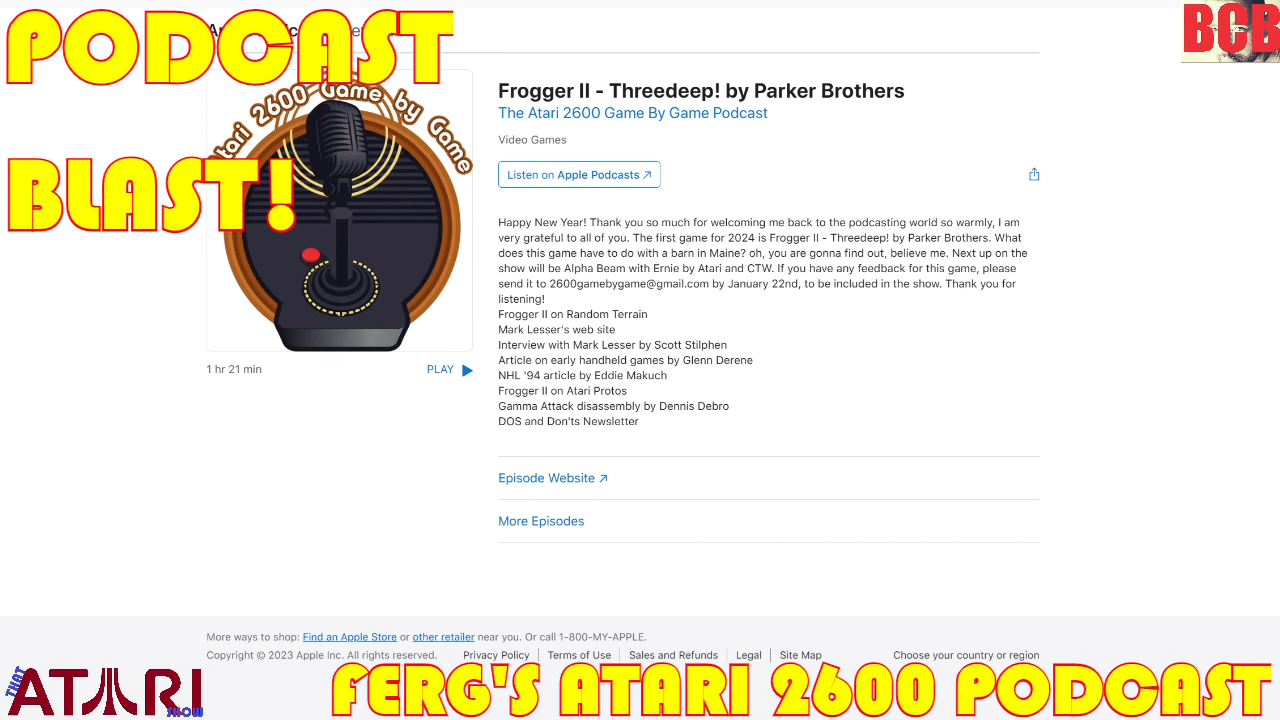 PODCAST
BLAST!
BCB
Atari 2600 Game by Game
Frogger II - Threedeep! by Parker Brothers
The Atari 2600 Game By Game Podcast
Video Games
Listen on Apple Podcasts ↗
Happy New Year! Thank you so much for welcoming me back to the podcasting world so warmly, I am
very grateful to all of you. The first game for 2024 is Frogger II - Threedeep! by Parker Brothers. What
does this game have to do with a barn in Maine? oh, you are gonna find out, believe me. Next up on the
show will be Alpha Beam with Ernie by Atari and CTW. If you have any feedback for this game, please
send it to 2600gamebygame@gmail.com by January 22nd, to be included in the show. Thank you for
listening!
Frogger II on Random Terrain
Mark Lesser's web site
Interview with Mark Lesser by Scott Stilphen
Article on early handheld games by Glenn Derene
NHL '94 article by Eddie Makuch
Frogger II on Atari Protos
Gamma Attack disassembly by Dennis Debro
DOS and Don'ts Newsletter
1 hr 21 min
PLAY
Episode Website ↗
More Episodes
More ways to shop: Find an Apple Store or other retailer near you. Or call 1-800-MY-APPLE.
Copyright © 2023 Apple Inc. All rights reserved. Privacy Policy Terms of Use Sales and Refunds Legal Site Map Choose your country or region
THAT
ATARI
SHOW
FERG'S ATARI 2600 PODCAST